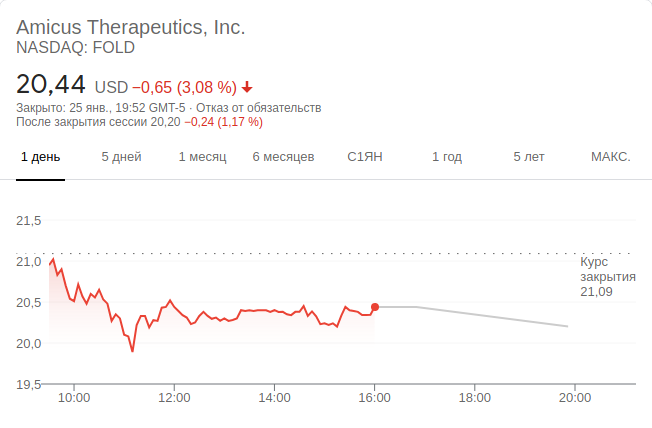 Amicus Therapeutics, Inc.
NASDAQ: FOLD
20,44 USD −0,65 (3,08 %)
Закрыто: 25 янв., 19:52 GMT-5 · Отказ от обязательств
После закрытия сессии 20,20 −0,24 (1,17 %)
1 день 5 дней 1 месяц 6 месяцев С1ЯН 1 год 5 лет МАКС.
21,5
21,0
20,5
20,0
19,5
Курс
закрытия
21,09
10:00 12:00 14:00 16:00 18:00 20:00